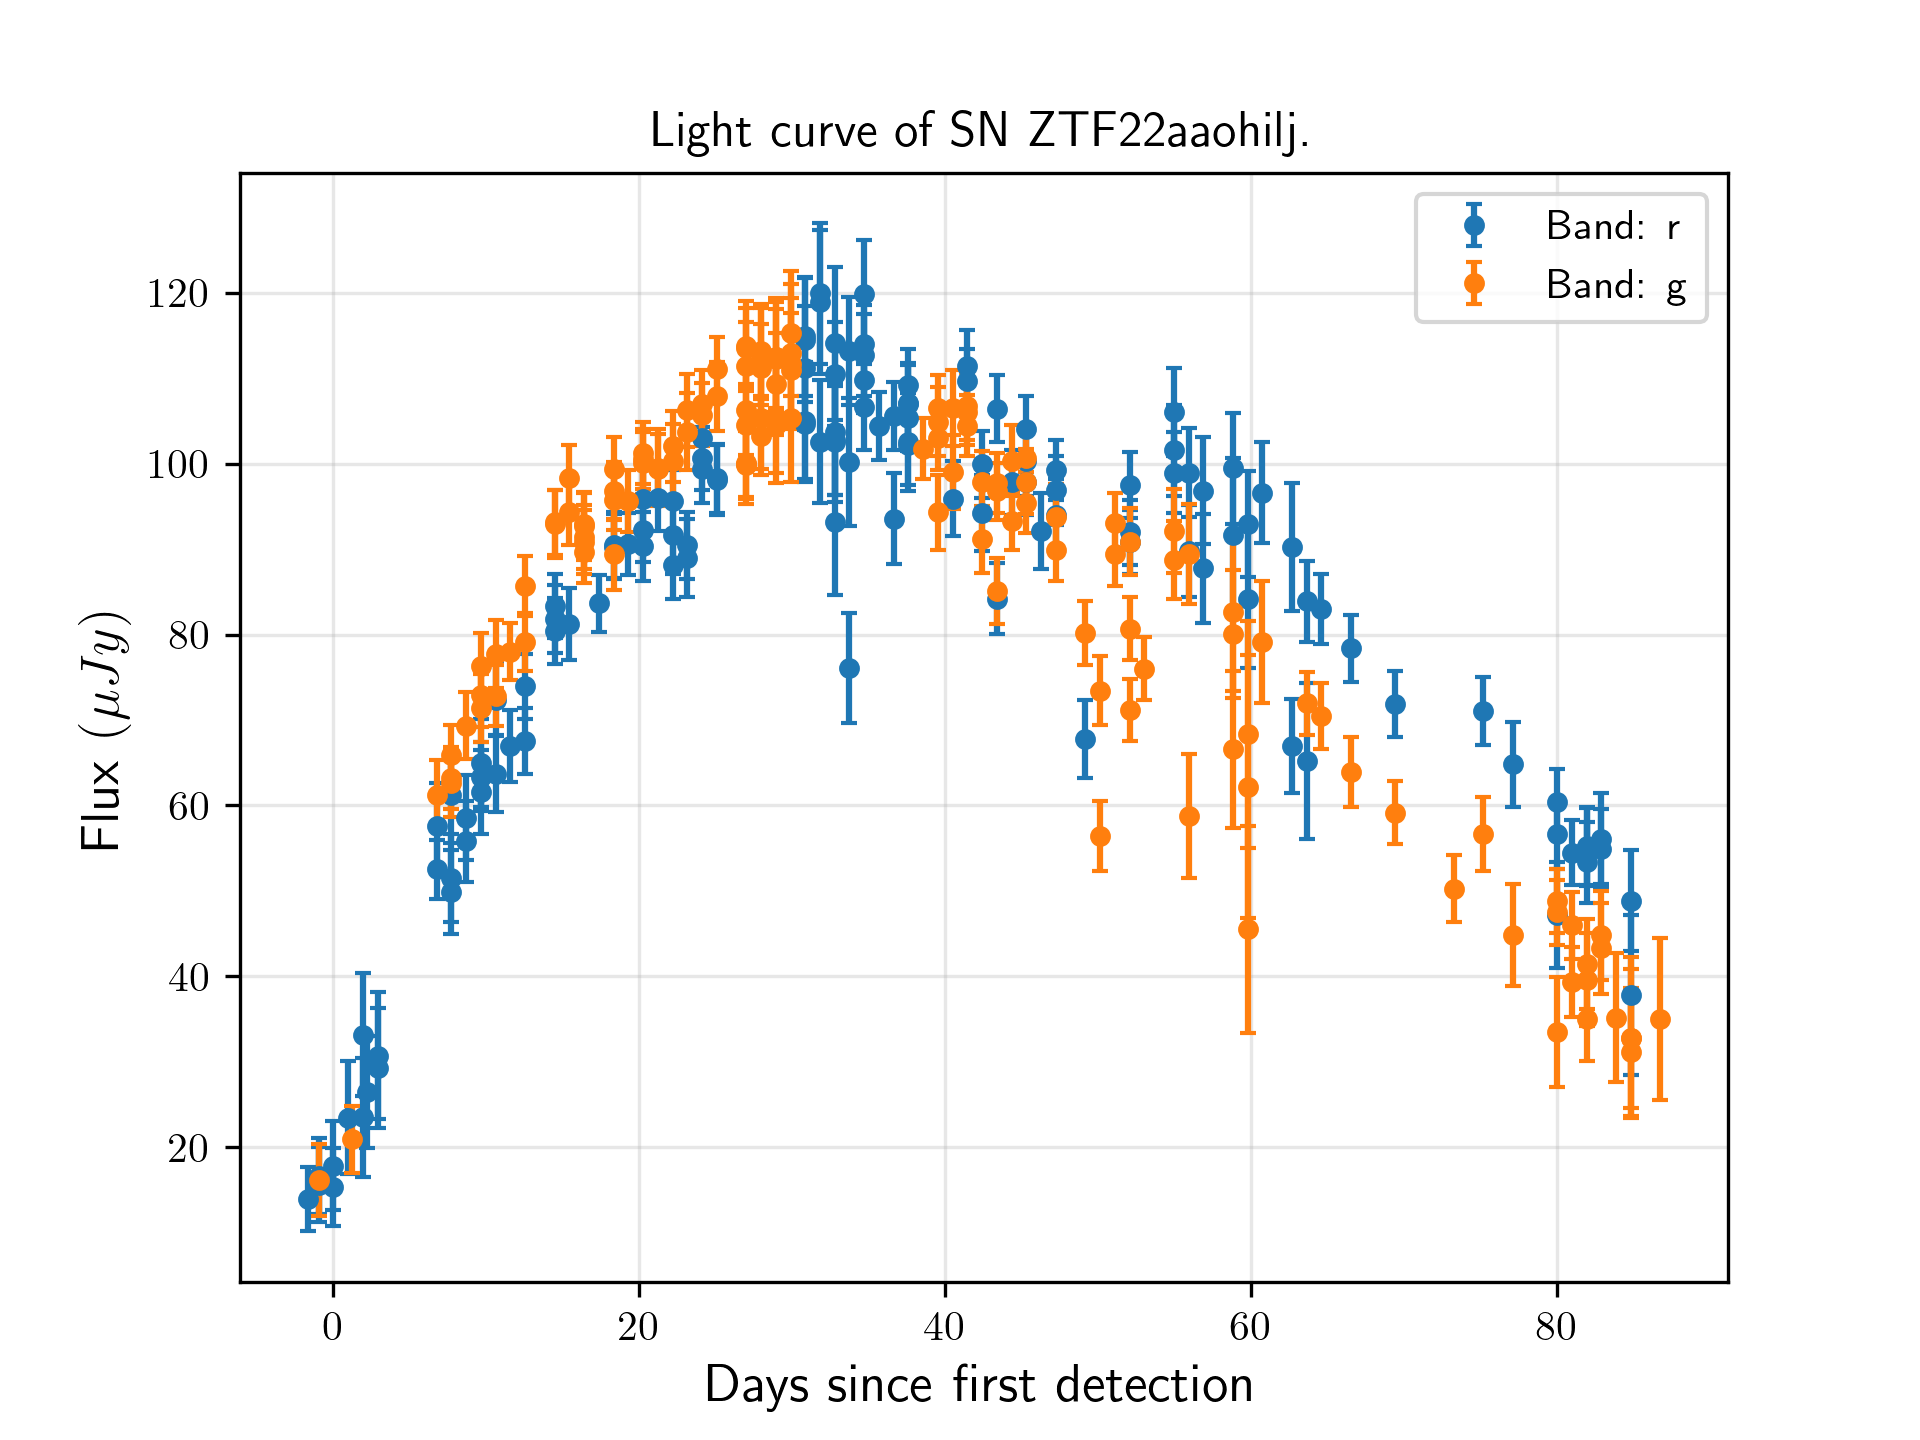 Light curve of SN ZTF22aaohilj.
Band: r
Band: g
Flux (μJy)
120
100
80
60
40
20
0 20 40 60 80
Days since first detection